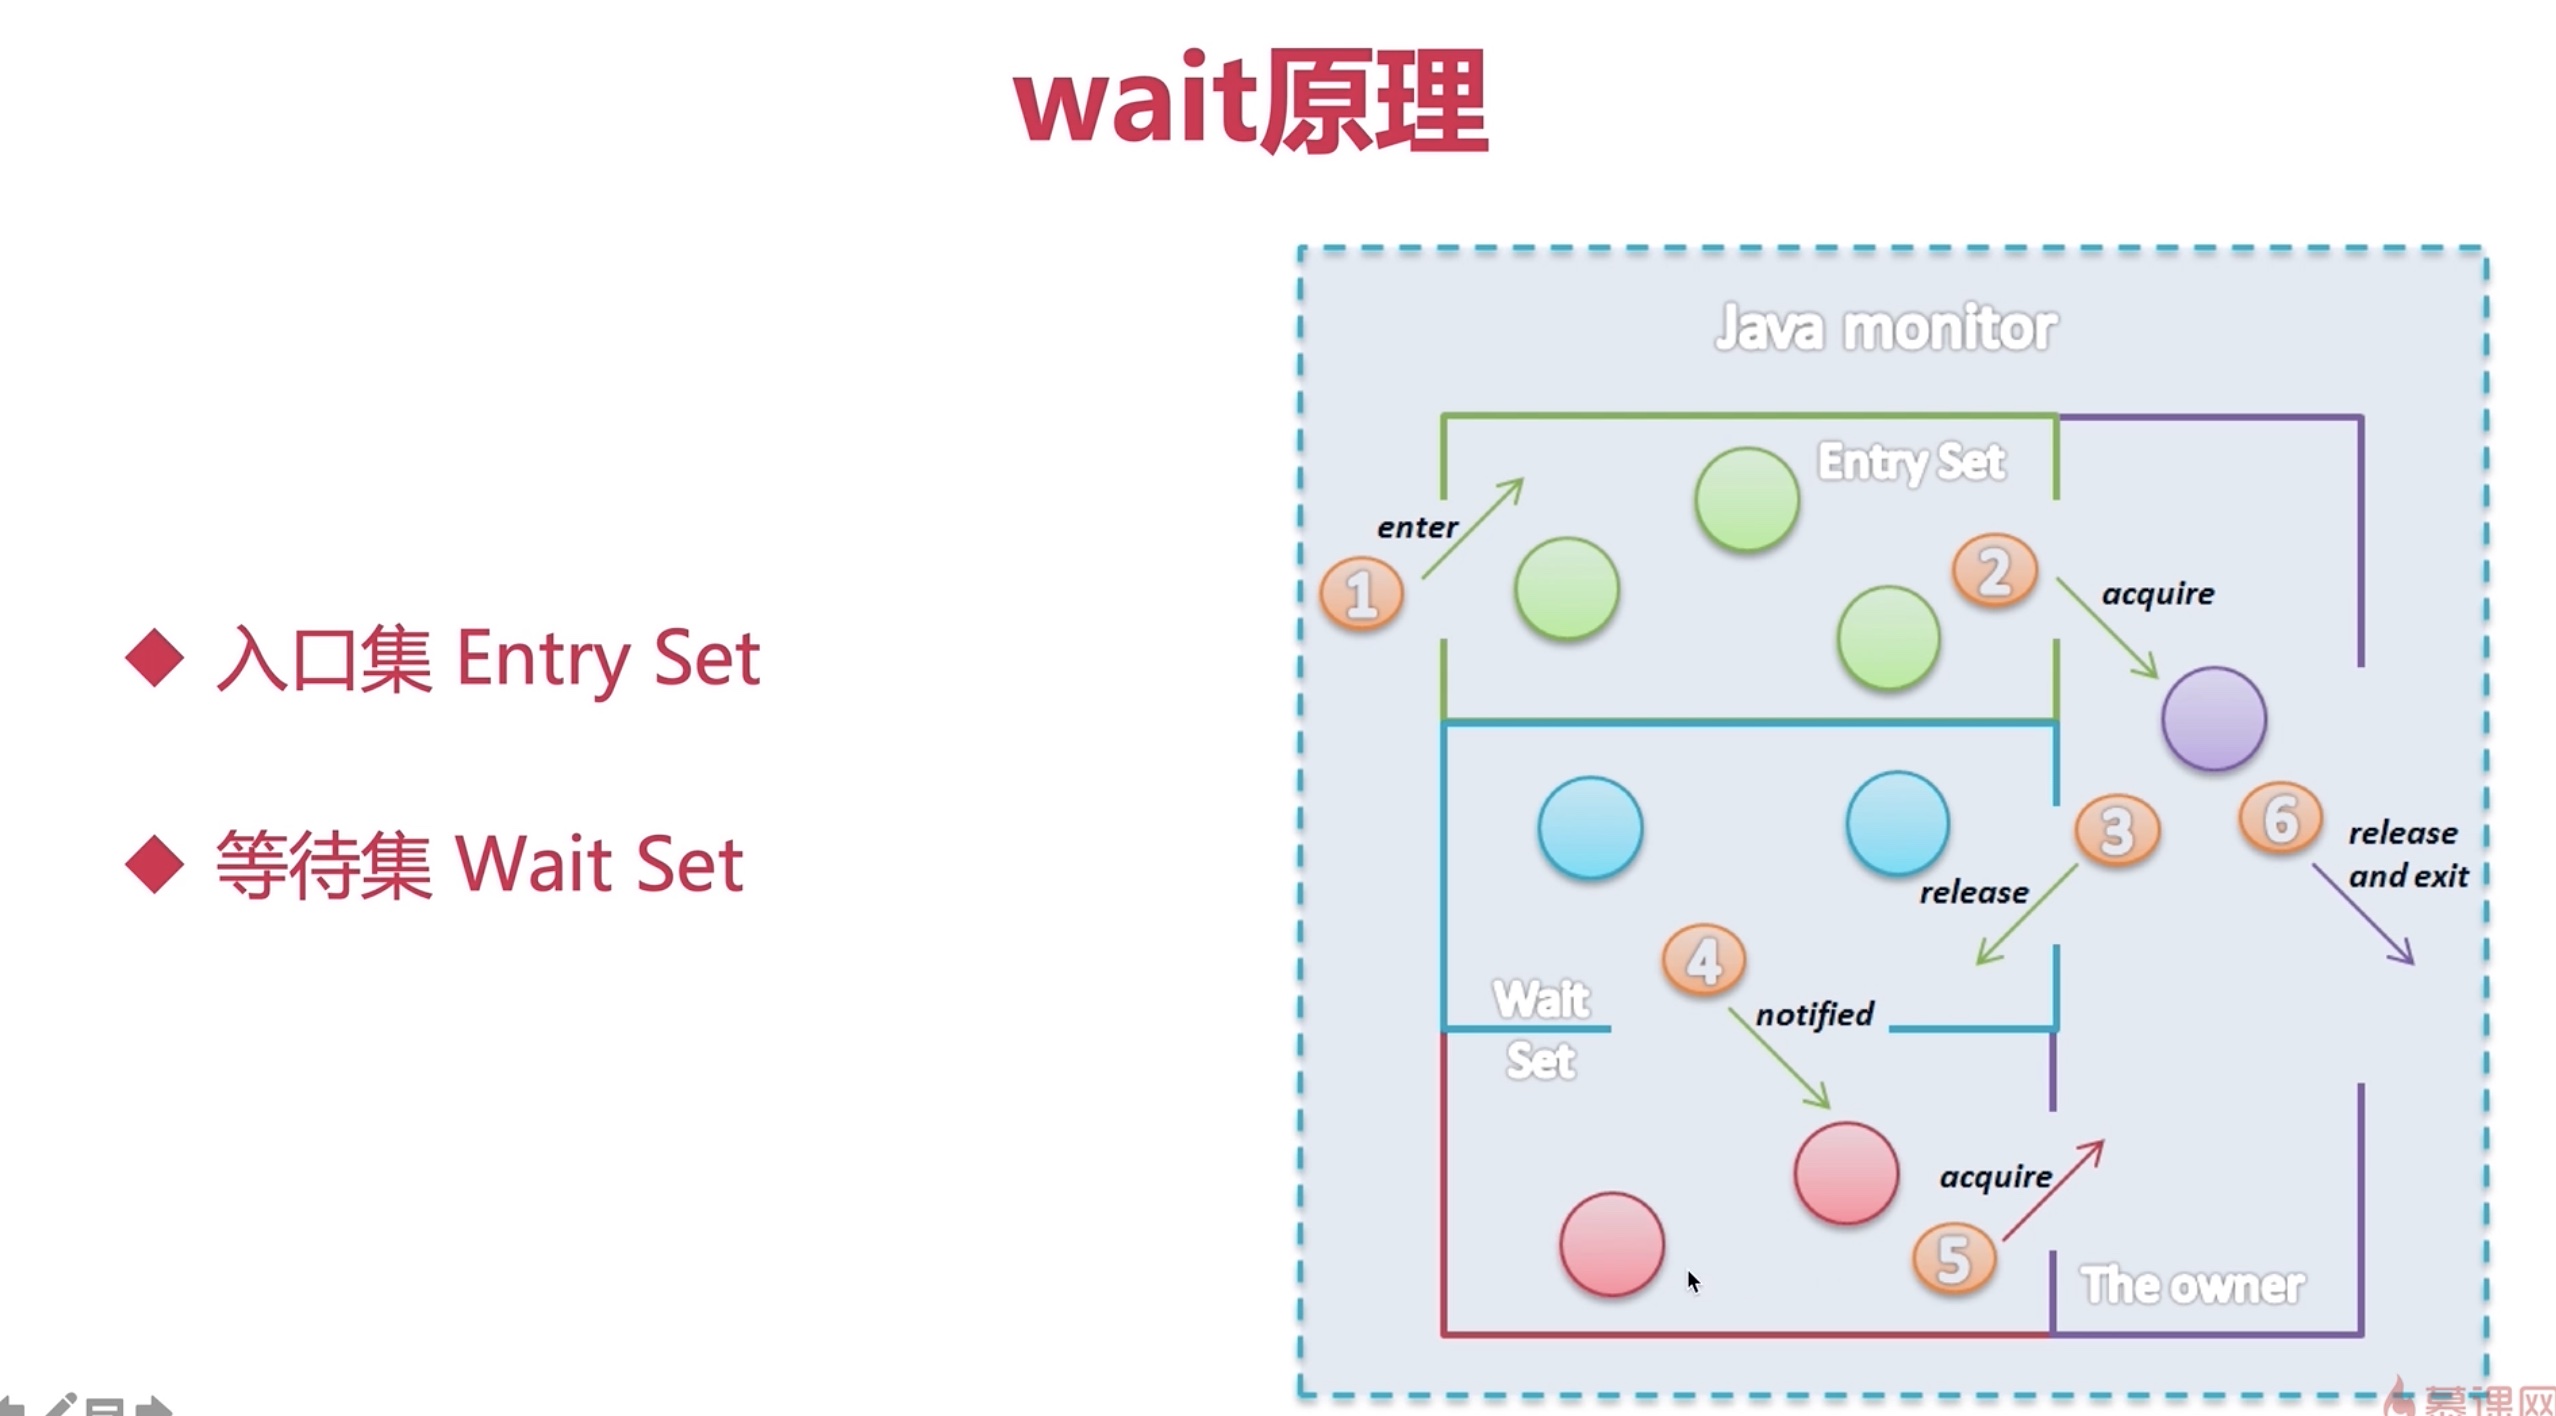 wait原理
入口集 Entry Set
等待集 Wait Set
Java monitor
Entry Set
enter
1
2
acquire
3
6
release
and exit
release
4
notified
Wait
Set
acquire
5
The owner
慕课网